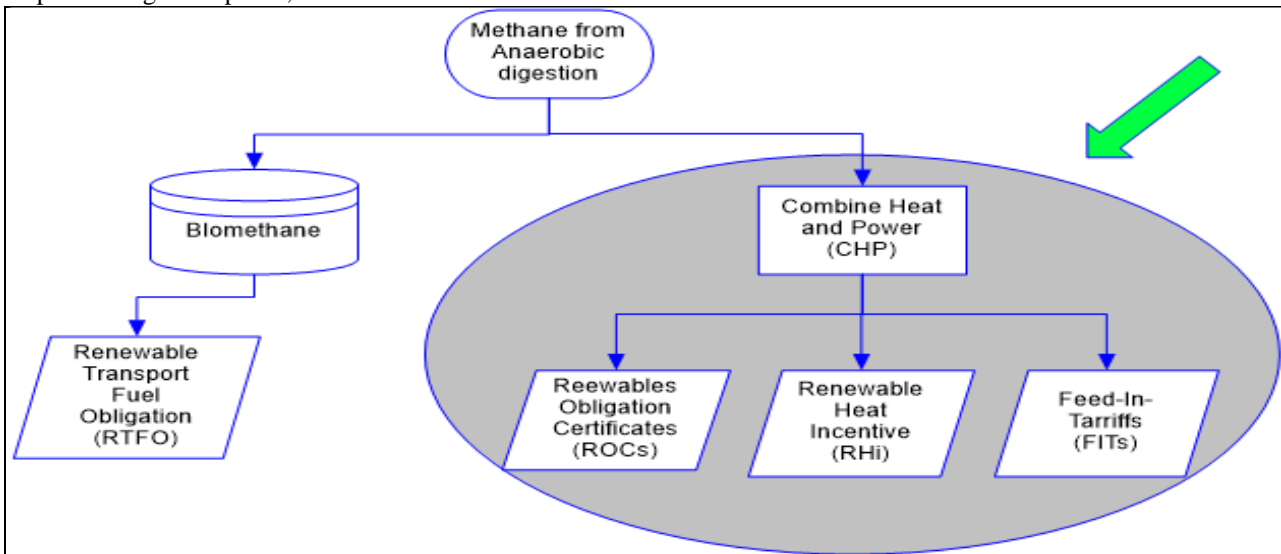 Methane from
Anaerobic
digestion
Biomethane
Combine Heat
and Power
(CHP)
Renewable
Transport
Fuel
Obligation
(RTFO)
Reewables
Obligation
Certificates
(ROCs)
Renewable
Heat
Incentive
(RHi)
Feed-In-
Tarriffs
(FITs)